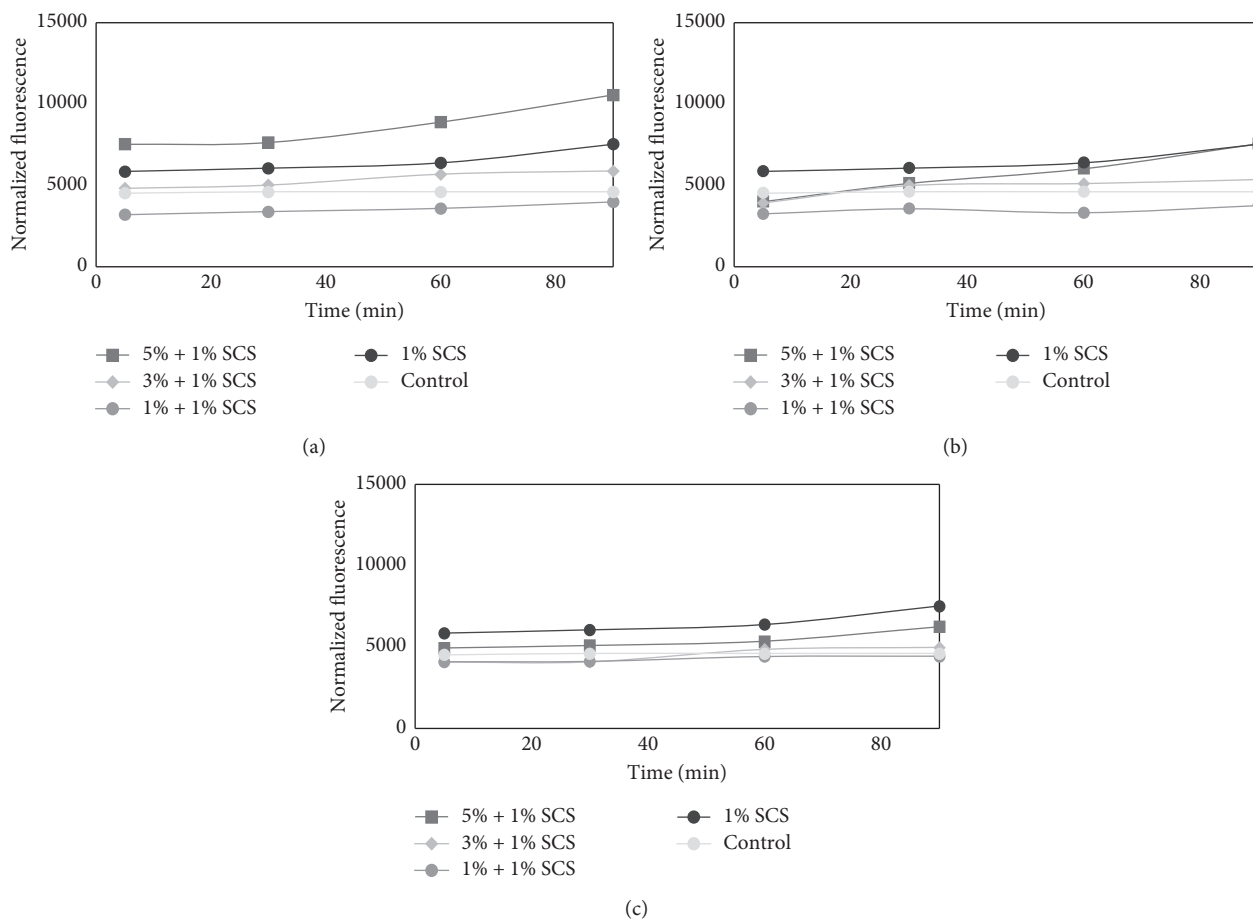 15000
10000
5000
0
Normalized fluorescence
0 20 40 60 80
Time (min)
5% + 1% SCS
3% + 1% SCS
1% + 1% SCS
1% SCS
Control
(a)
15000
10000
5000
0
Normalized fluorescence
0 20 40 60 80
Time (min)
5% + 1% SCS
3% + 1% SCS
1% + 1% SCS
1% SCS
Control
(b)
15000
10000
5000
0
Normalized fluorescence
0 20 40 60 80
Time (min)
5% + 1% SCS
3% + 1% SCS
1% + 1% SCS
1% SCS
Control
(c)